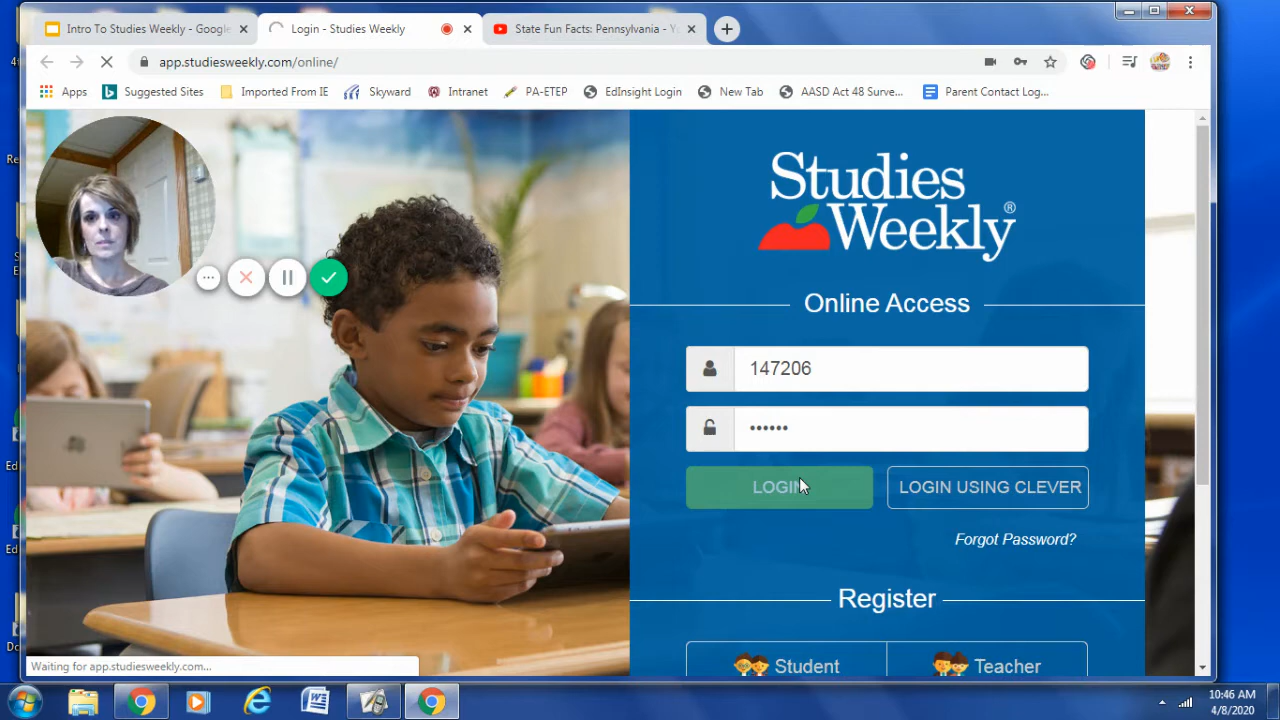 Intro To Studies Weekly - Google
Login - Studies Weekly
State Fun Facts: Pennsylvania - Y
app.studiesweekly.com/online/
Apps
Suggested Sites
Imported From IE
Skyward
Intranet
PA-ETEP
EdInsight Login
New Tab
AASD Act 48 Surve...
Parent Contact Log...
Studies
Weekly®
Online Access
147206
••••••
LOGIN
LOGIN USING CLEVER
Forgot Password?
Register
Student
Teacher
Waiting for app.studiesweekly.com...
10:46 AM
4/8/2020